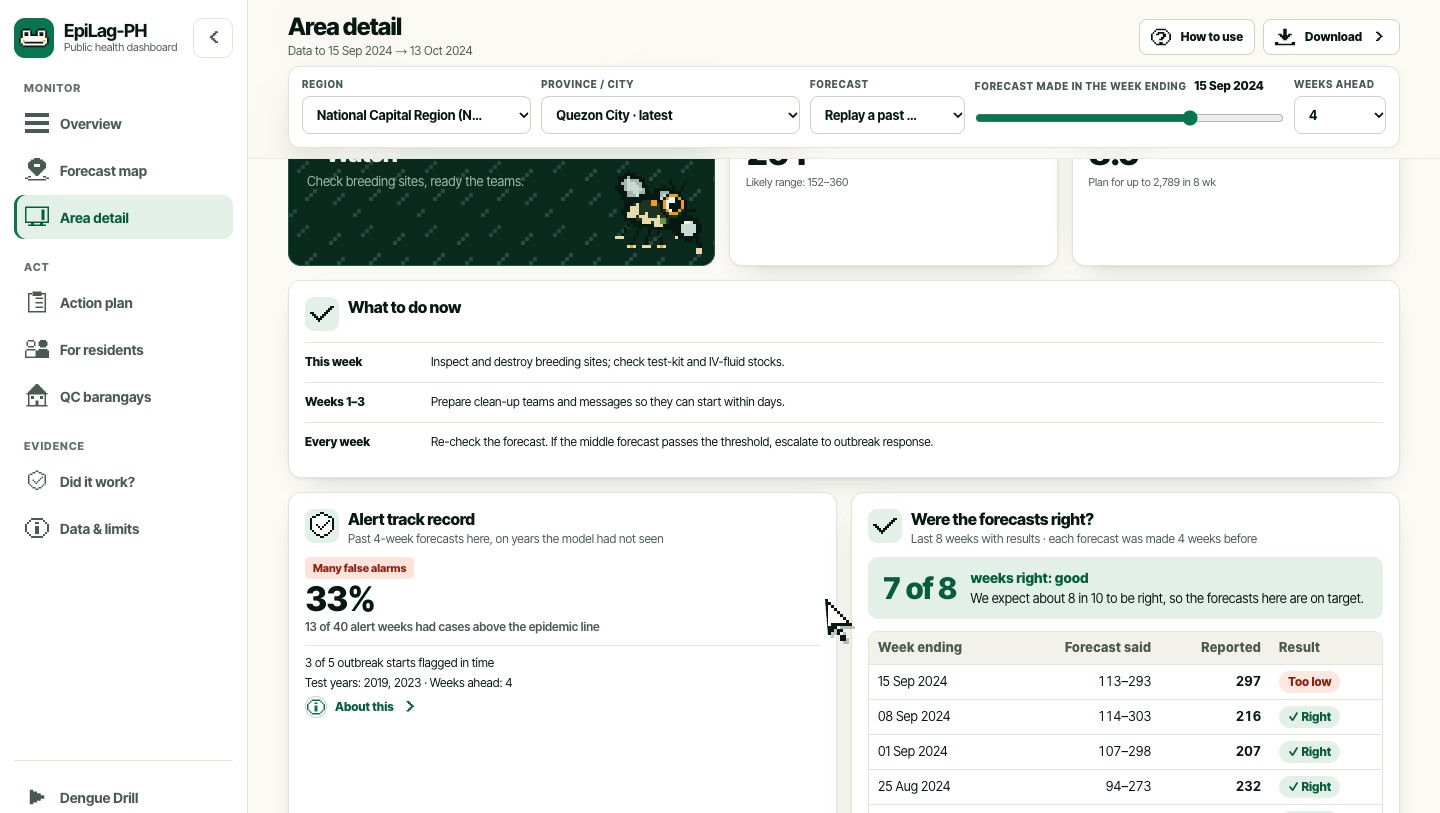 EpiLag-PH
Public health dashboard
MONITOR
Overview
Forecast map
Area detail
ACT
Action plan
For residents
QC barangays
EVIDENCE
Did it work?
Data & limits
Dengue Drill
Area detail
Data to 15 Sep 2024 → 13 Oct 2024
How to use
Download
REGION
National Capital Region (N...
PROVINCE / CITY
Quezon City · latest
FORECAST
Replay a past ...
FORECAST MADE IN THE WEEK ENDING 15 Sep 2024
WEEKS AHEAD
4
Watch
Check breeding sites, ready the teams.
Likely range: 152–360
Plan for up to 2,789 in 8 wk
What to do now
This week Inspect and destroy breeding sites; check test-kit and IV-fluid stocks.
Weeks 1–3 Prepare clean-up teams and messages so they can start within days.
Every week Re-check the forecast. If the middle forecast passes the threshold, escalate to outbreak response.
Alert track record
Past 4-week forecasts here, on years the model had not seen
Many false alarms
33%
13 of 40 alert weeks had cases above the epidemic line
3 of 5 outbreak starts flagged in time
Test years: 2019, 2023 · Weeks ahead: 4
About this
Were the forecasts right?
Last 8 weeks with results · each forecast was made 4 weeks before
7 of 8
weeks right: good
We expect about 8 in 10 to be right, so the forecasts here are on target.
Week ending Forecast said Reported Result
15 Sep 2024 113–293 297 Too low
08 Sep 2024 114–303 216 ✓ Right
01 Sep 2024 107–298 207 ✓ Right
25 Aug 2024 94–273 232 ✓ Right